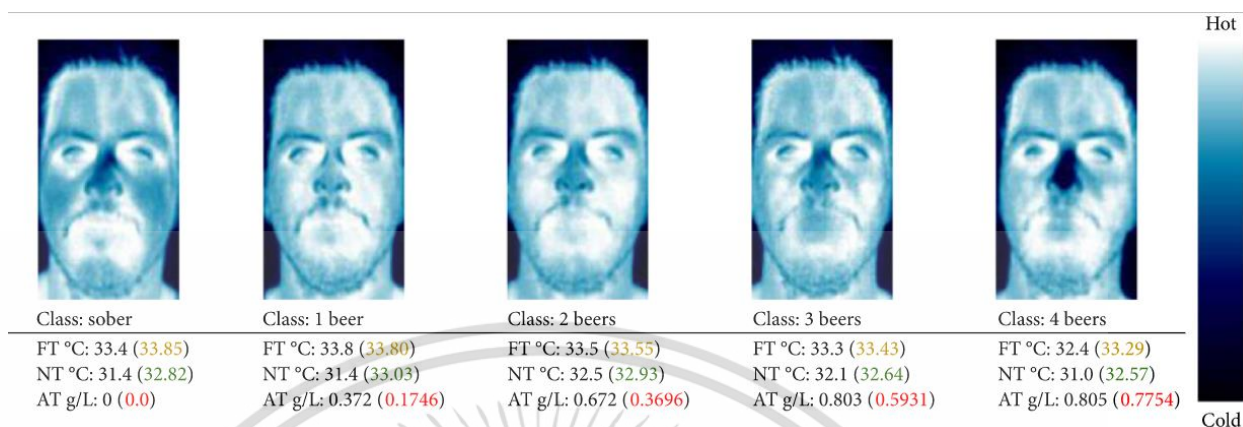 Hot
Class: sober
Class: 1 beer
Class: 2 beers
Class: 3 beers
Class: 4 beers
FT °C: 33.4 (33.85)
NT °C: 31.4 (32.82)
AT g/L: 0 (0.0)
FT °C: 33.8 (33.80)
NT °C: 31.4 (33.03)
AT g/L: 0.372 (0.1746)
FT °C: 33.5 (33.55)
NT °C: 32.5 (32.93)
AT g/L: 0.672 (0.3696)
FT °C: 33.3 (33.43)
NT °C: 32.1 (32.64)
AT g/L: 0.803 (0.5931)
FT °C: 32.4 (33.29)
NT °C: 31.0 (32.57)
AT g/L: 0.805 (0.7754)
Cold